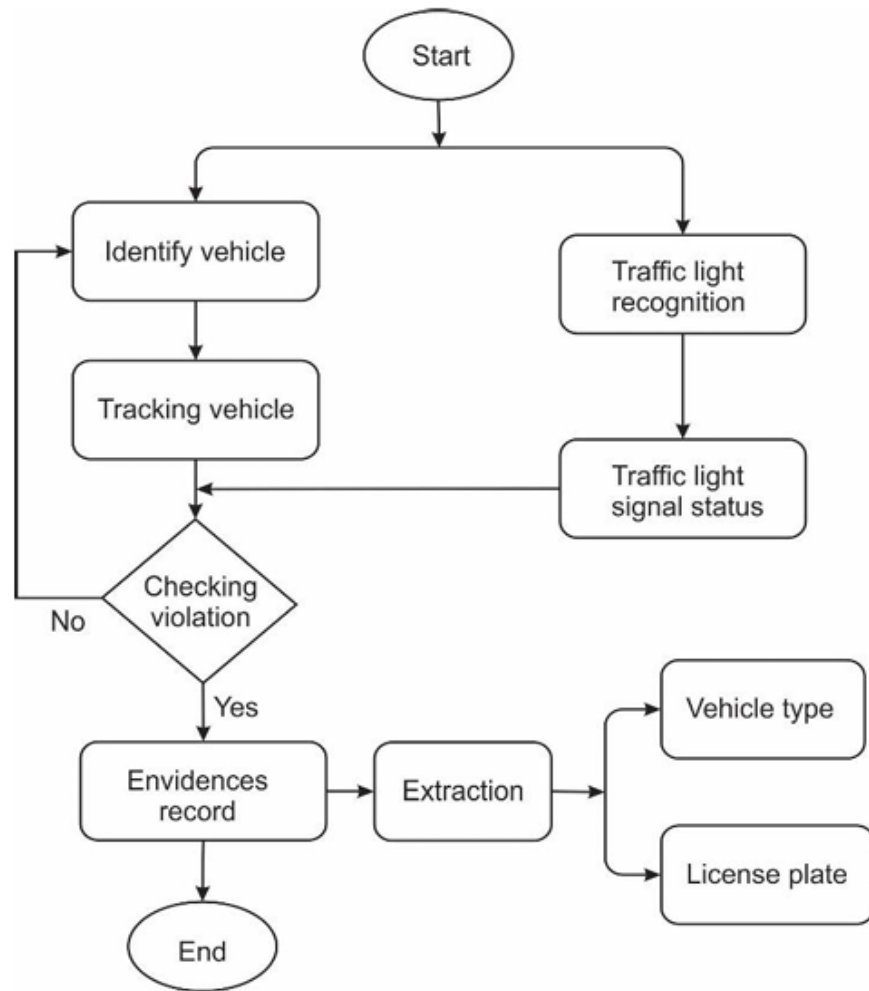 Start
Identify vehicle
Traffic light
recognition
Tracking vehicle
Traffic light
signal status
Checking
violation
No
Yes
Vehicle type
Envidences
record
Extraction
License plate
End